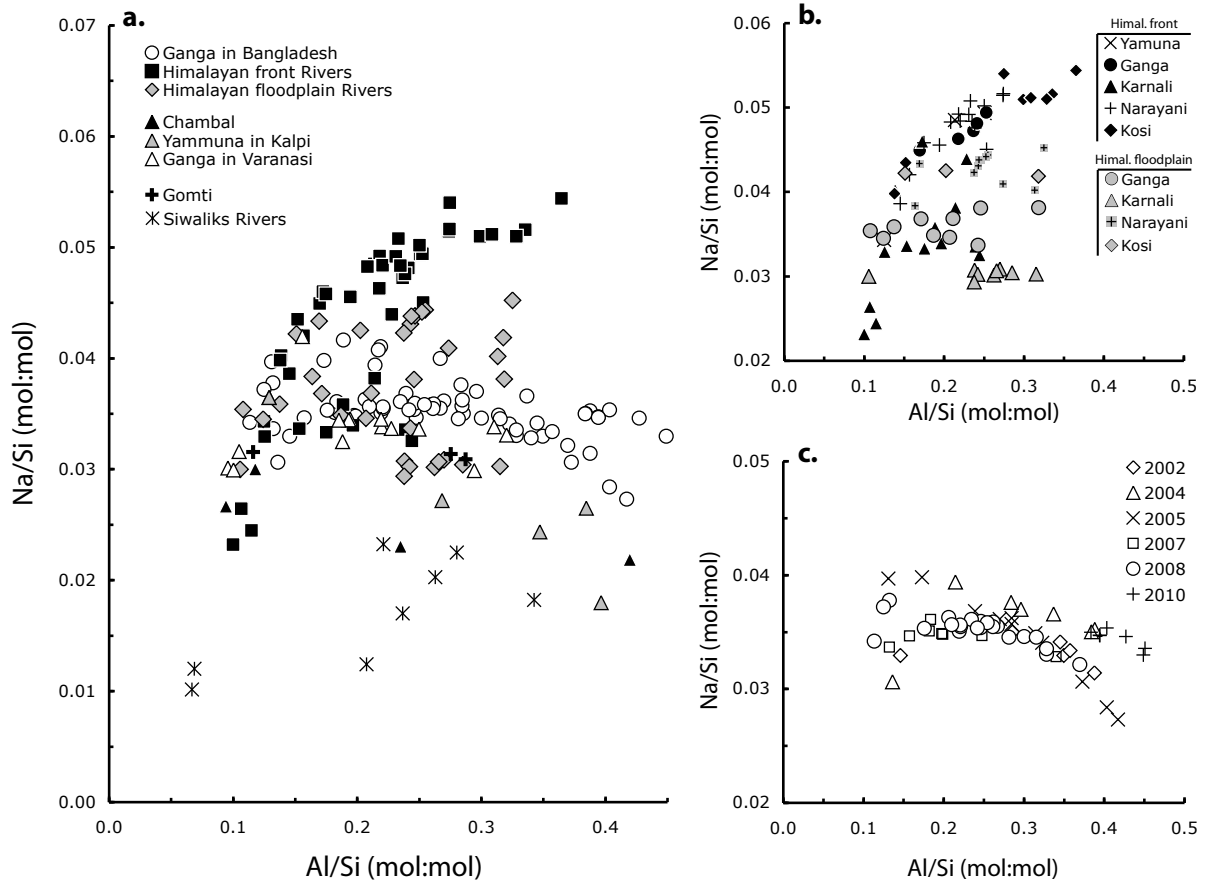 a.
0.07
0.06
0.05
0.04
0.03
0.02
0.01
0.00
Na/Si (mol:mol)
Ganga in Bangladesh
Himalayan front Rivers
Himalayan floodplain Rivers
Chambal
Yammuna in Kalpi
Ganga in Varanasi
Gomti
Siwaliks Rivers
0.0 0.1 0.2 0.3 0.4
Al/Si (mol:mol)
b.
0.06
0.05
0.04
0.03
0.02
Na/Si (mol:mol)
Himal. front
Yamuna
Ganga
Karnali
Narayani
Kosi
Himal. floodplain
Ganga
Karnali
Narayani
Kosi
0.0 0.1 0.2 0.3 0.4 0.5
Al/Si (mol:mol)
c.
0.05
0.04
0.03
0.02
Na/Si (mol:mol)
2002
2004
2005
2007
2008
2010
0.0 0.1 0.2 0.3 0.4 0.5
Al/Si (mol:mol)